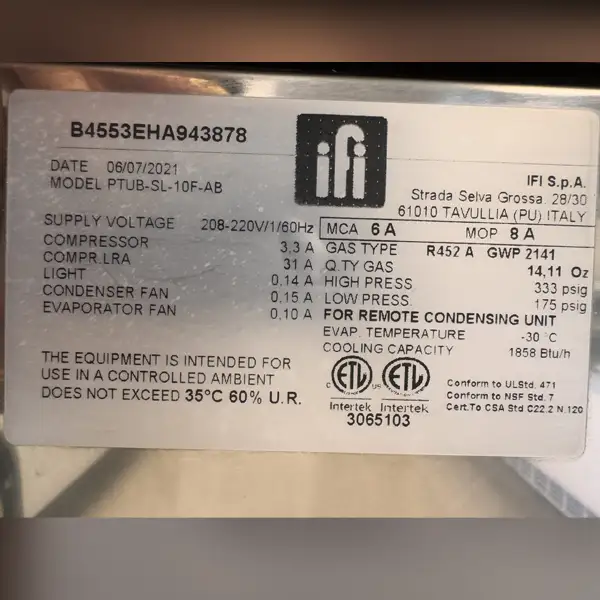 B4553EHA943878
ifi
DATE 06/07/2021
MODEL PTUB-SL-10F-AB
IFI S.p.A.
Strada Selva Grossa 28/30
61010 TAVULLIA (PU) ITALY
SUPPLY VOLTAGE 208-220V/1/60Hz
COMPRESSOR 3,3 A
COMPR.LRA 31 A
LIGHT 0,14 A
CONDENSER FAN 0,15 A
EVAPORATOR FAN 0,10 A
MCA 6 A MOP 8 A
GAS TYPE R452 A GWP 2141
Q.TY GAS 14,11 Oz
HIGH PRESS. 333 psig
LOW PRESS. 175 psig
FOR REMOTE CONDENSING UNIT
EVAP. TEMPERATURE -30 °C
COOLING CAPACITY 1858 Btu/h
THE EQUIPMENT IS INTENDED FOR
USE IN A CONTROLLED AMBIENT
DOES NOT EXCEED 35°C 60% U.R.
C ETL US ETL
Intertek Intertek
3065103
Conform to ULStd. 471
Conform to NSF Std. 7
Cert.To CSA Std C22.2 N.120